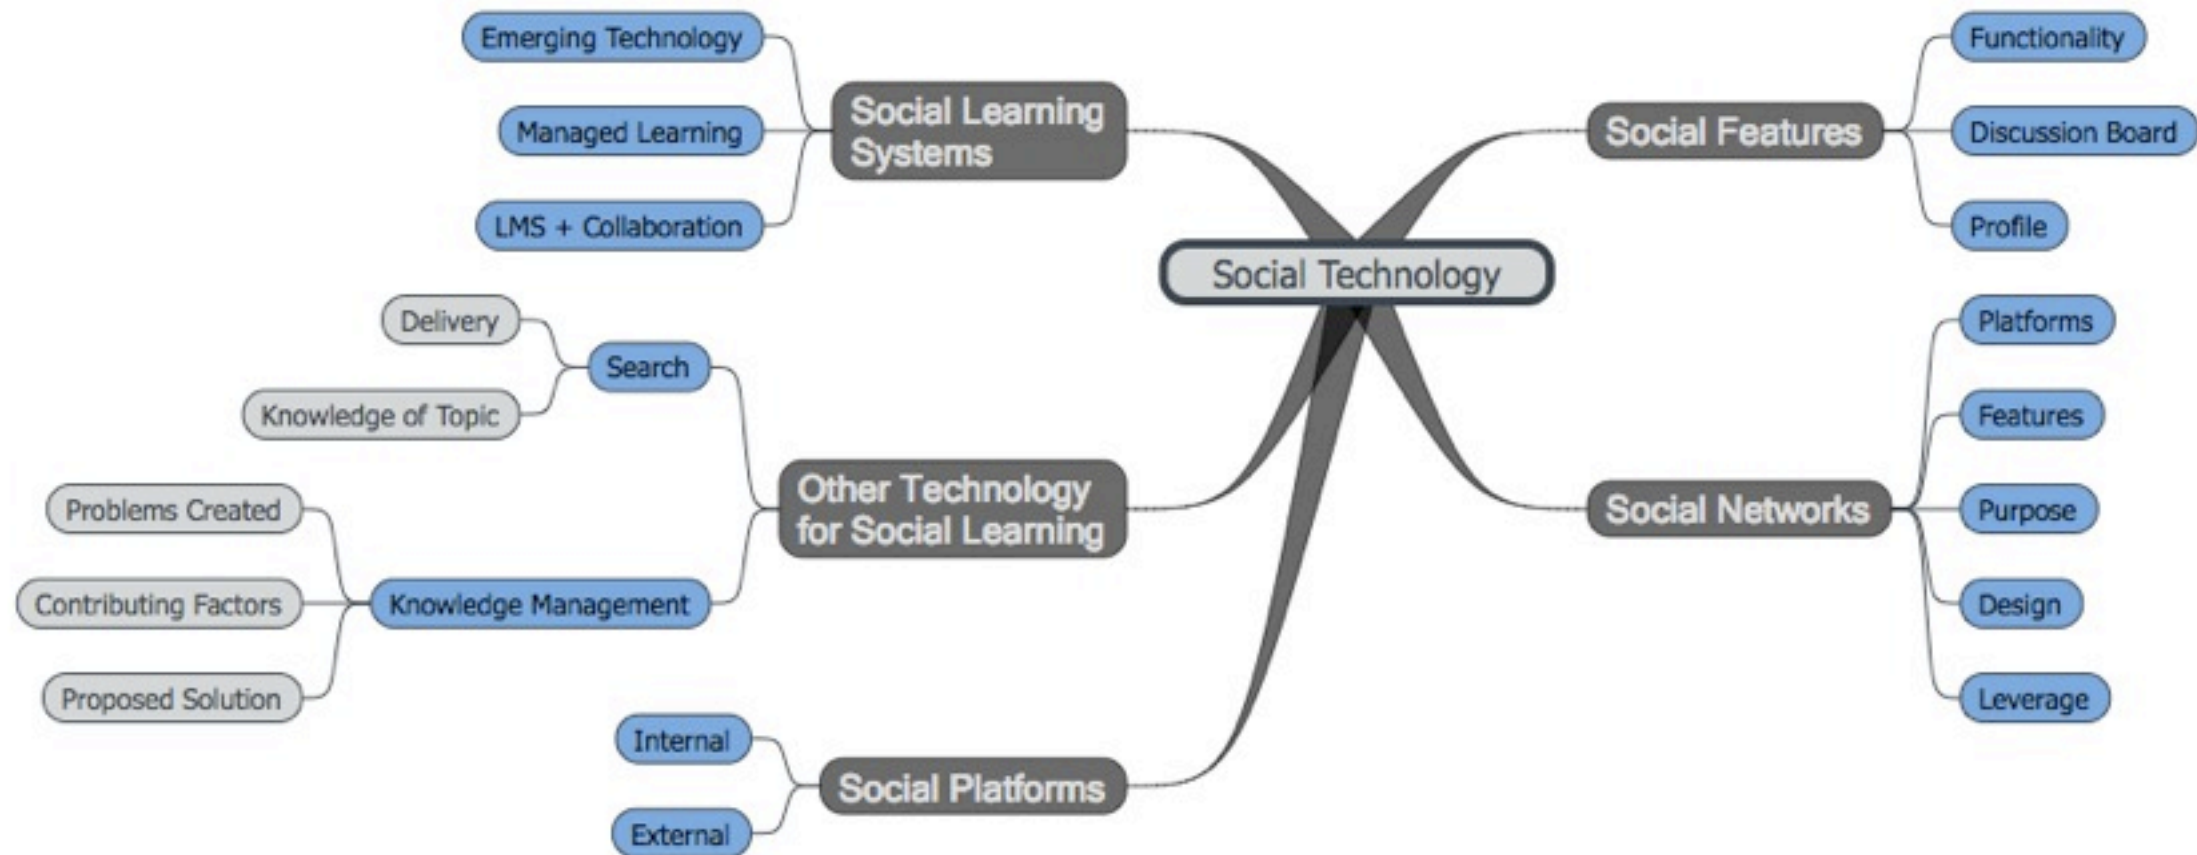 Social Technology
Social Learning
Systems
Emerging Technology
Managed Learning
LMS + Collaboration
Other Technology
for Social Learning
Search
Delivery
Knowledge of Topic
Knowledge Management
Problems Created
Contributing Factors
Proposed Solution
Social Platforms
Internal
External
Social Features
Functionality
Discussion Board
Profile
Social Networks
Platforms
Features
Purpose
Design
Leverage